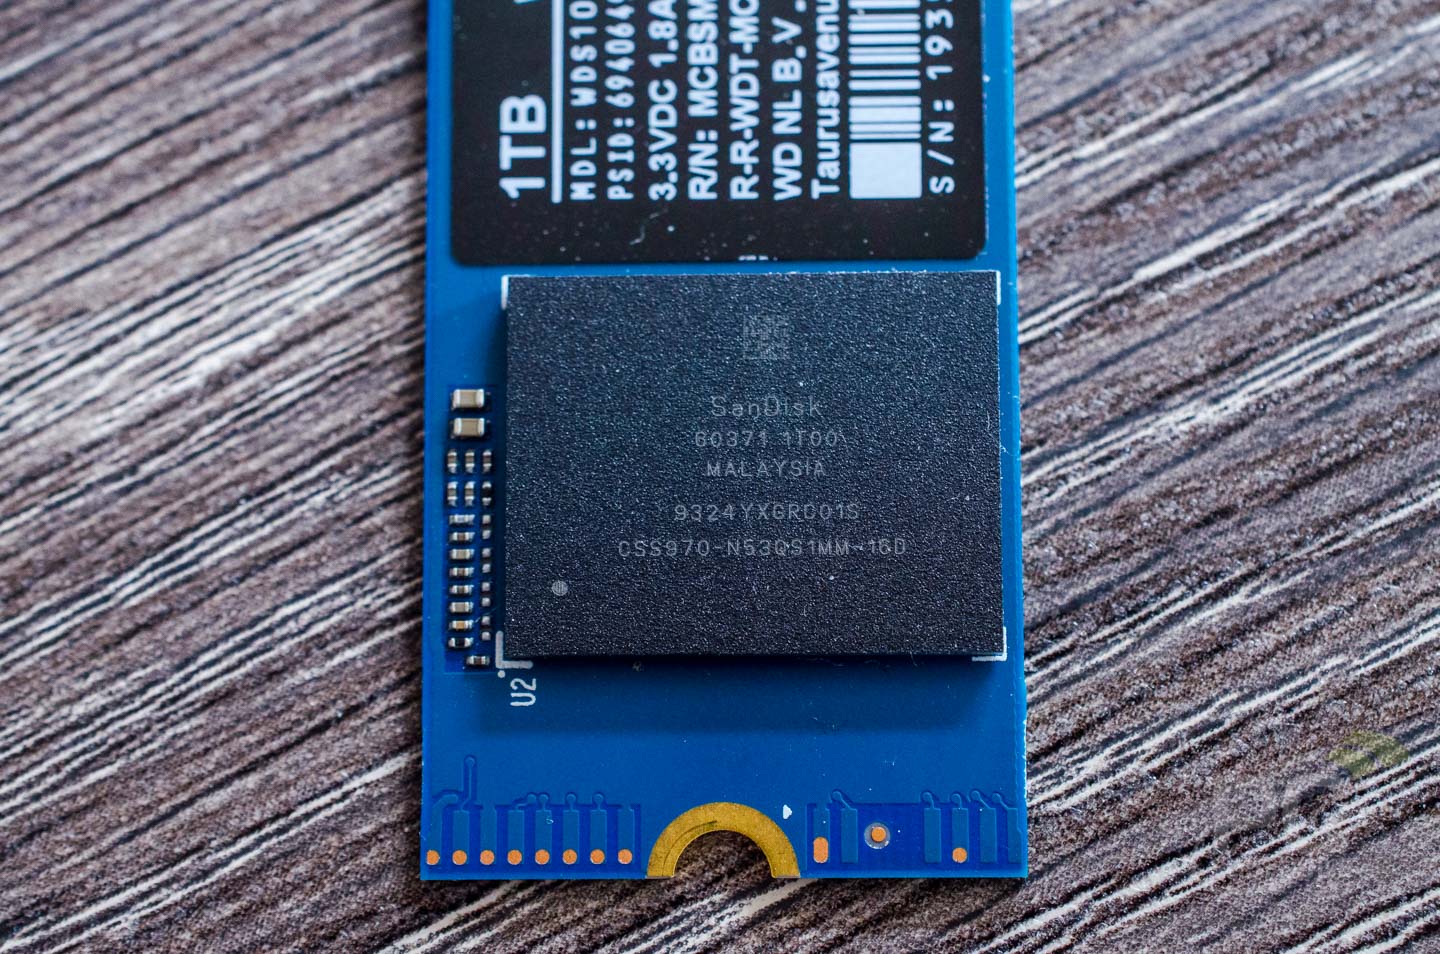 1TB
MDL: WDS10
PSID: 694064
3.3VDC 1.8A
R/N: MCBSM
R-R-WDT-MC
WD NL B.V.
Taurusavenu
S/N: 193
SanDisk
60371 1T00
MALAYSIA
9324YXGRD01S
CSS970-N53QS1MM-16D
U2